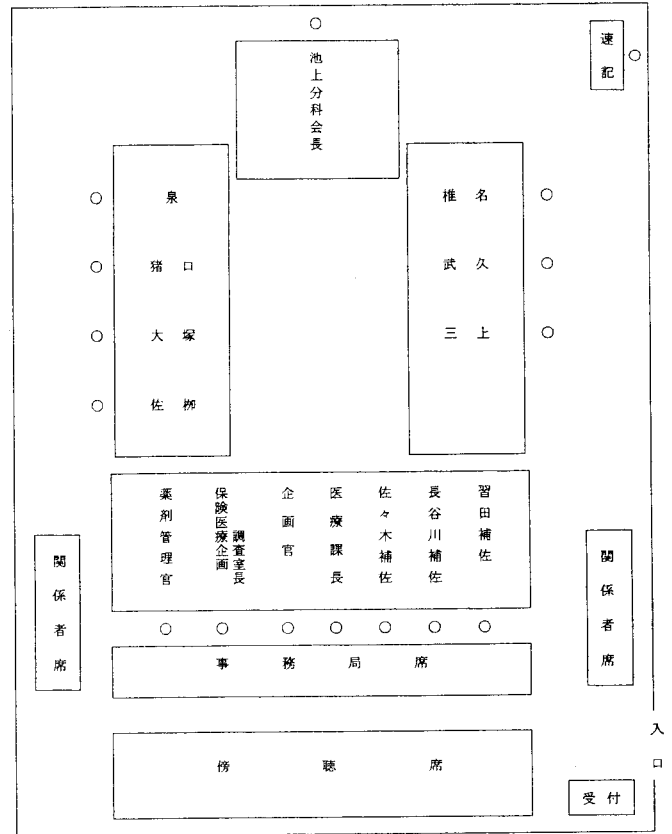 池上分科会長
速記
泉
猪口
大塚
佐栁
椎名
武久
三上
薬剤管理官
保険医療企画
調査室長
企画官
医療課長
佐々木補佐
長谷川補佐
習田補佐
関係者席
関係者席
事務局席
傍聴席
入口
受付